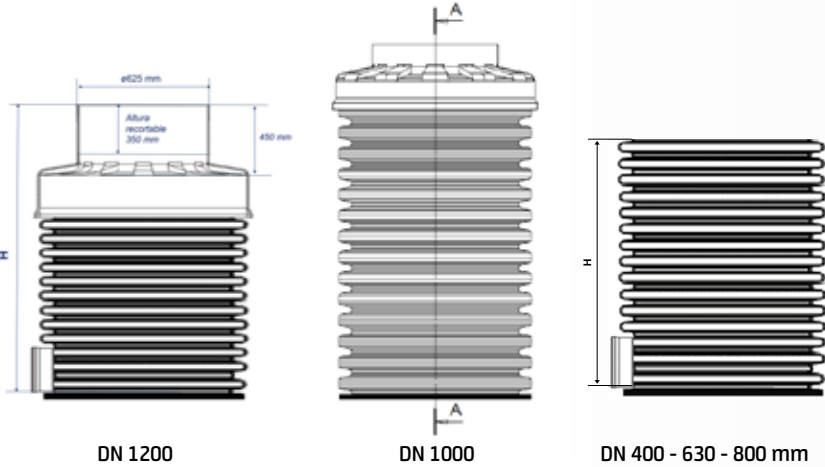 A
ø625 mm
Altura
recortable
350 mm
450 mm
H
H
A
DN 1200
DN 1000
DN 400 - 630 - 800 mm